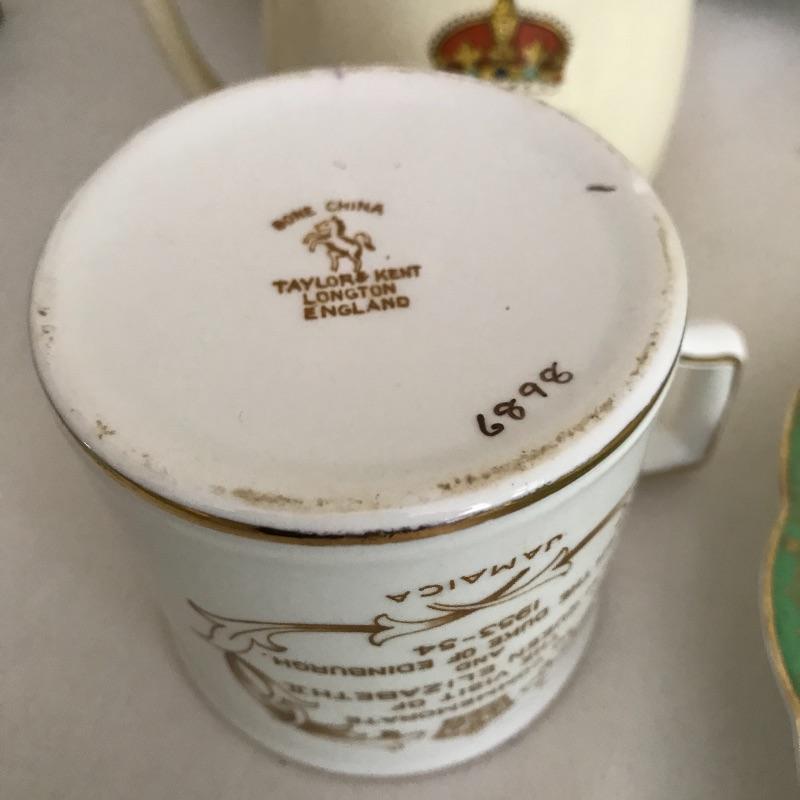 BONE CHINA
TAYLOR & KENT
LONGTON
ENGLAND
6898
COMMEMORATE
VISIT OF
ELIZABETH II
AND
DUKE OF EDINBURGH
1953-54
JAMAICA